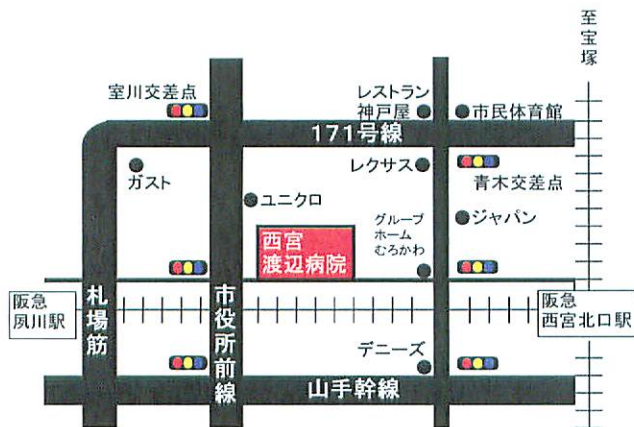 至宝塚
室川交差点
レストラン
神戸屋
市民体育館
171号線
ガスト
レクサス
青木交差点
ユニクロ
ジャパン
西宮
渡辺病院
グループ
ホーム
むろかわ
阪急
夙川駅
札場筋
市役所前線
阪急
西宮北口駅
デニーズ
山手幹線